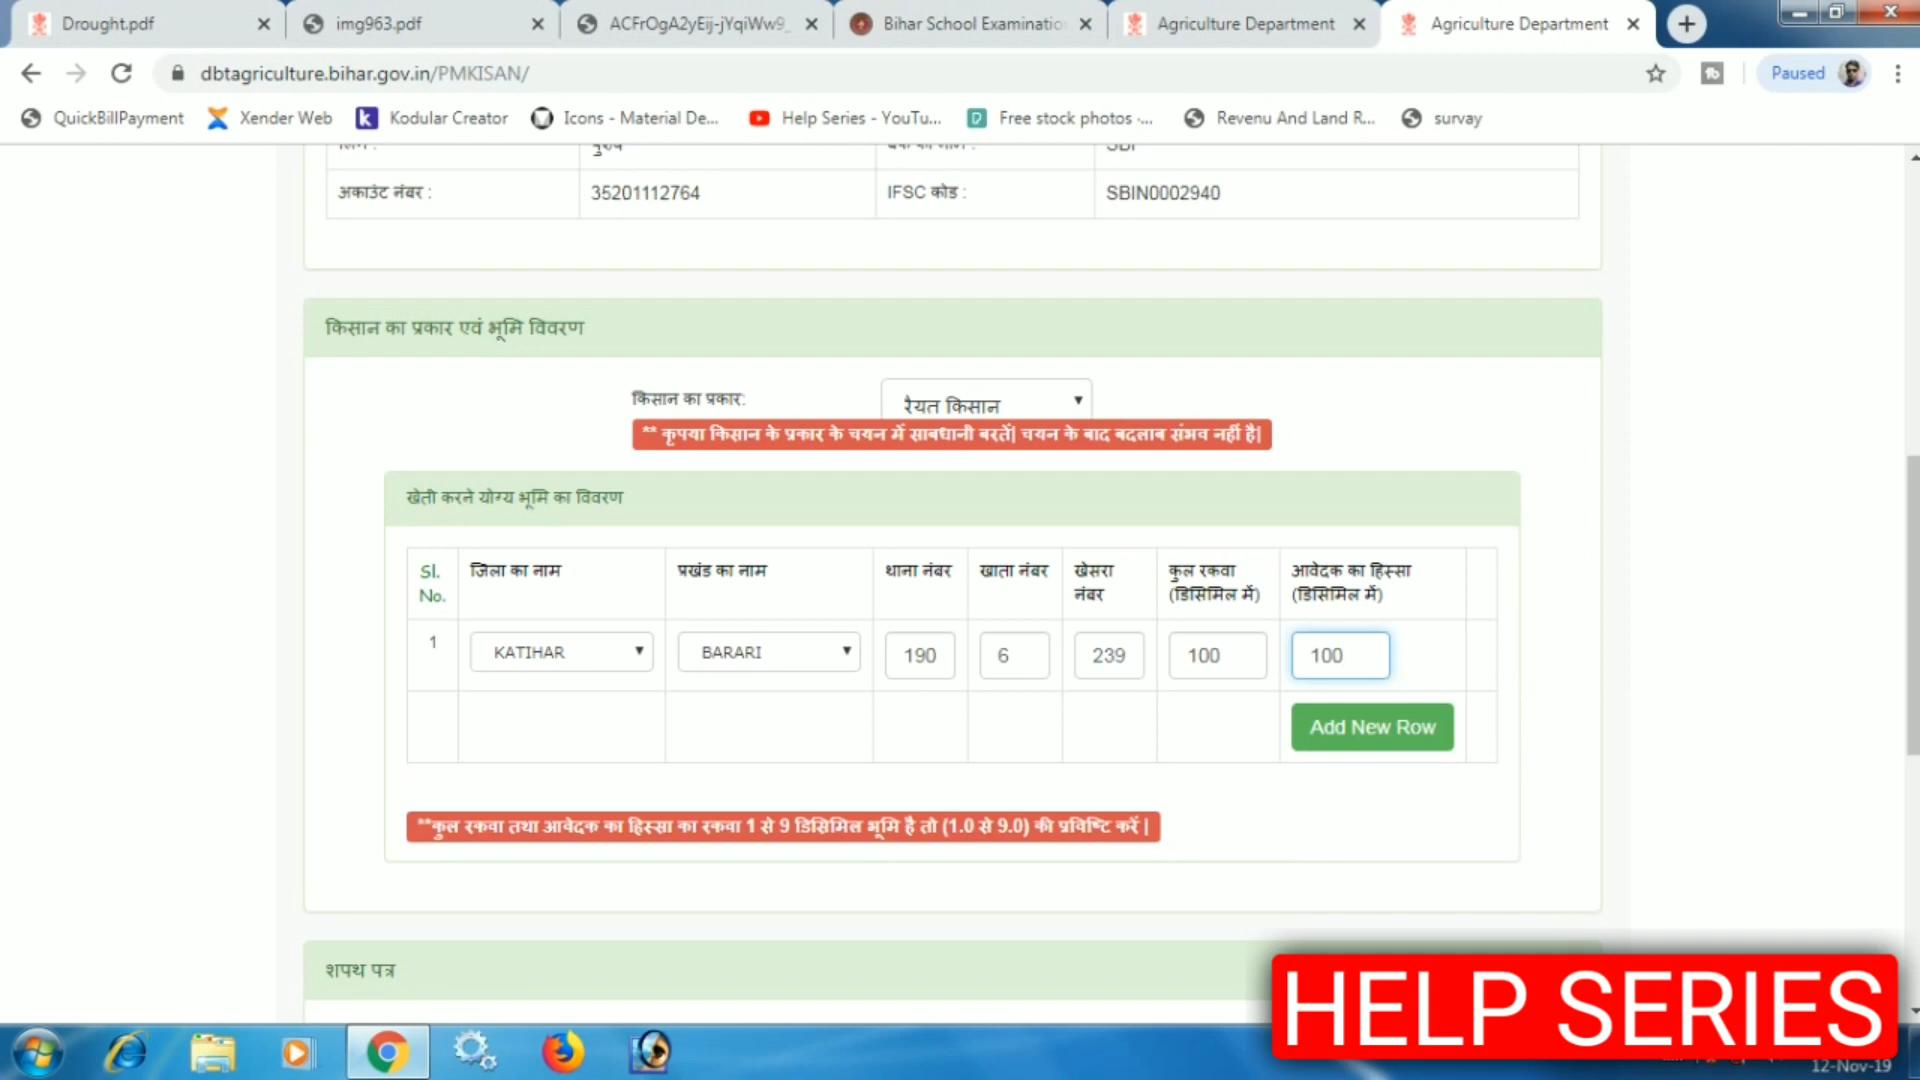 Drought.pdf
img963.pdf
ACFrOgA2yEij-jYqiWw9_
Bihar School Examinatio
Agriculture Department
Agriculture Department
dbtagriculture.bihar.gov.in/PMKISAN/
Paused
QuickBillPayment
Xender Web
Kodular Creator
Icons - Material De...
Help Series - YouTu...
Free stock photos -...
Revenu And Land R...
survay
अकाउंट नंबर :
35201112764
IFSC कोड :
SBIN0002940
किसान का प्रकार एवं भूमि विवरण
किसान का प्रकार:
रैयत किसान
** कृपया किसान के प्रकार के चयन में साबधानी बरतें| चयन के बाद बदलाब संभव नहीं है|
खेती करने योग्य भूमि का विवरण
Sl. No.
जिला का नाम
प्रखंड का नाम
थाना नंबर
खाता नंबर
खेसरा नंबर
कुल रकवा (डिसिमिल में)
आवेदक का हिस्सा (डिसिमिल में)
1
KATIHAR
BARARI
190
6
239
100
100
Add New Row
**कुल रकवा तथा आवेदक का हिस्सा का रकवा 1 से 9 डिसिमिल भूमि है तो (1.0 से 9.0) की प्रविष्टि करें |
शपथ पत्र
HELP SERIES
12-Nov-19